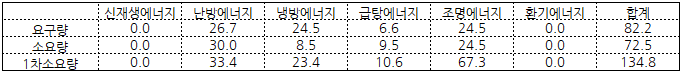 신재생에너지 난방에너지 냉방에너지 급탕에너지 조명에너지 환기에너지 합계
요구량 0.0 26.7 24.5 6.6 24.5 0.0 82.2
소요량 0.0 30.0 8.5 9.5 24.5 0.0 72.5
1차소요량 0.0 33.4 23.4 10.6 67.3 0.0 134.8